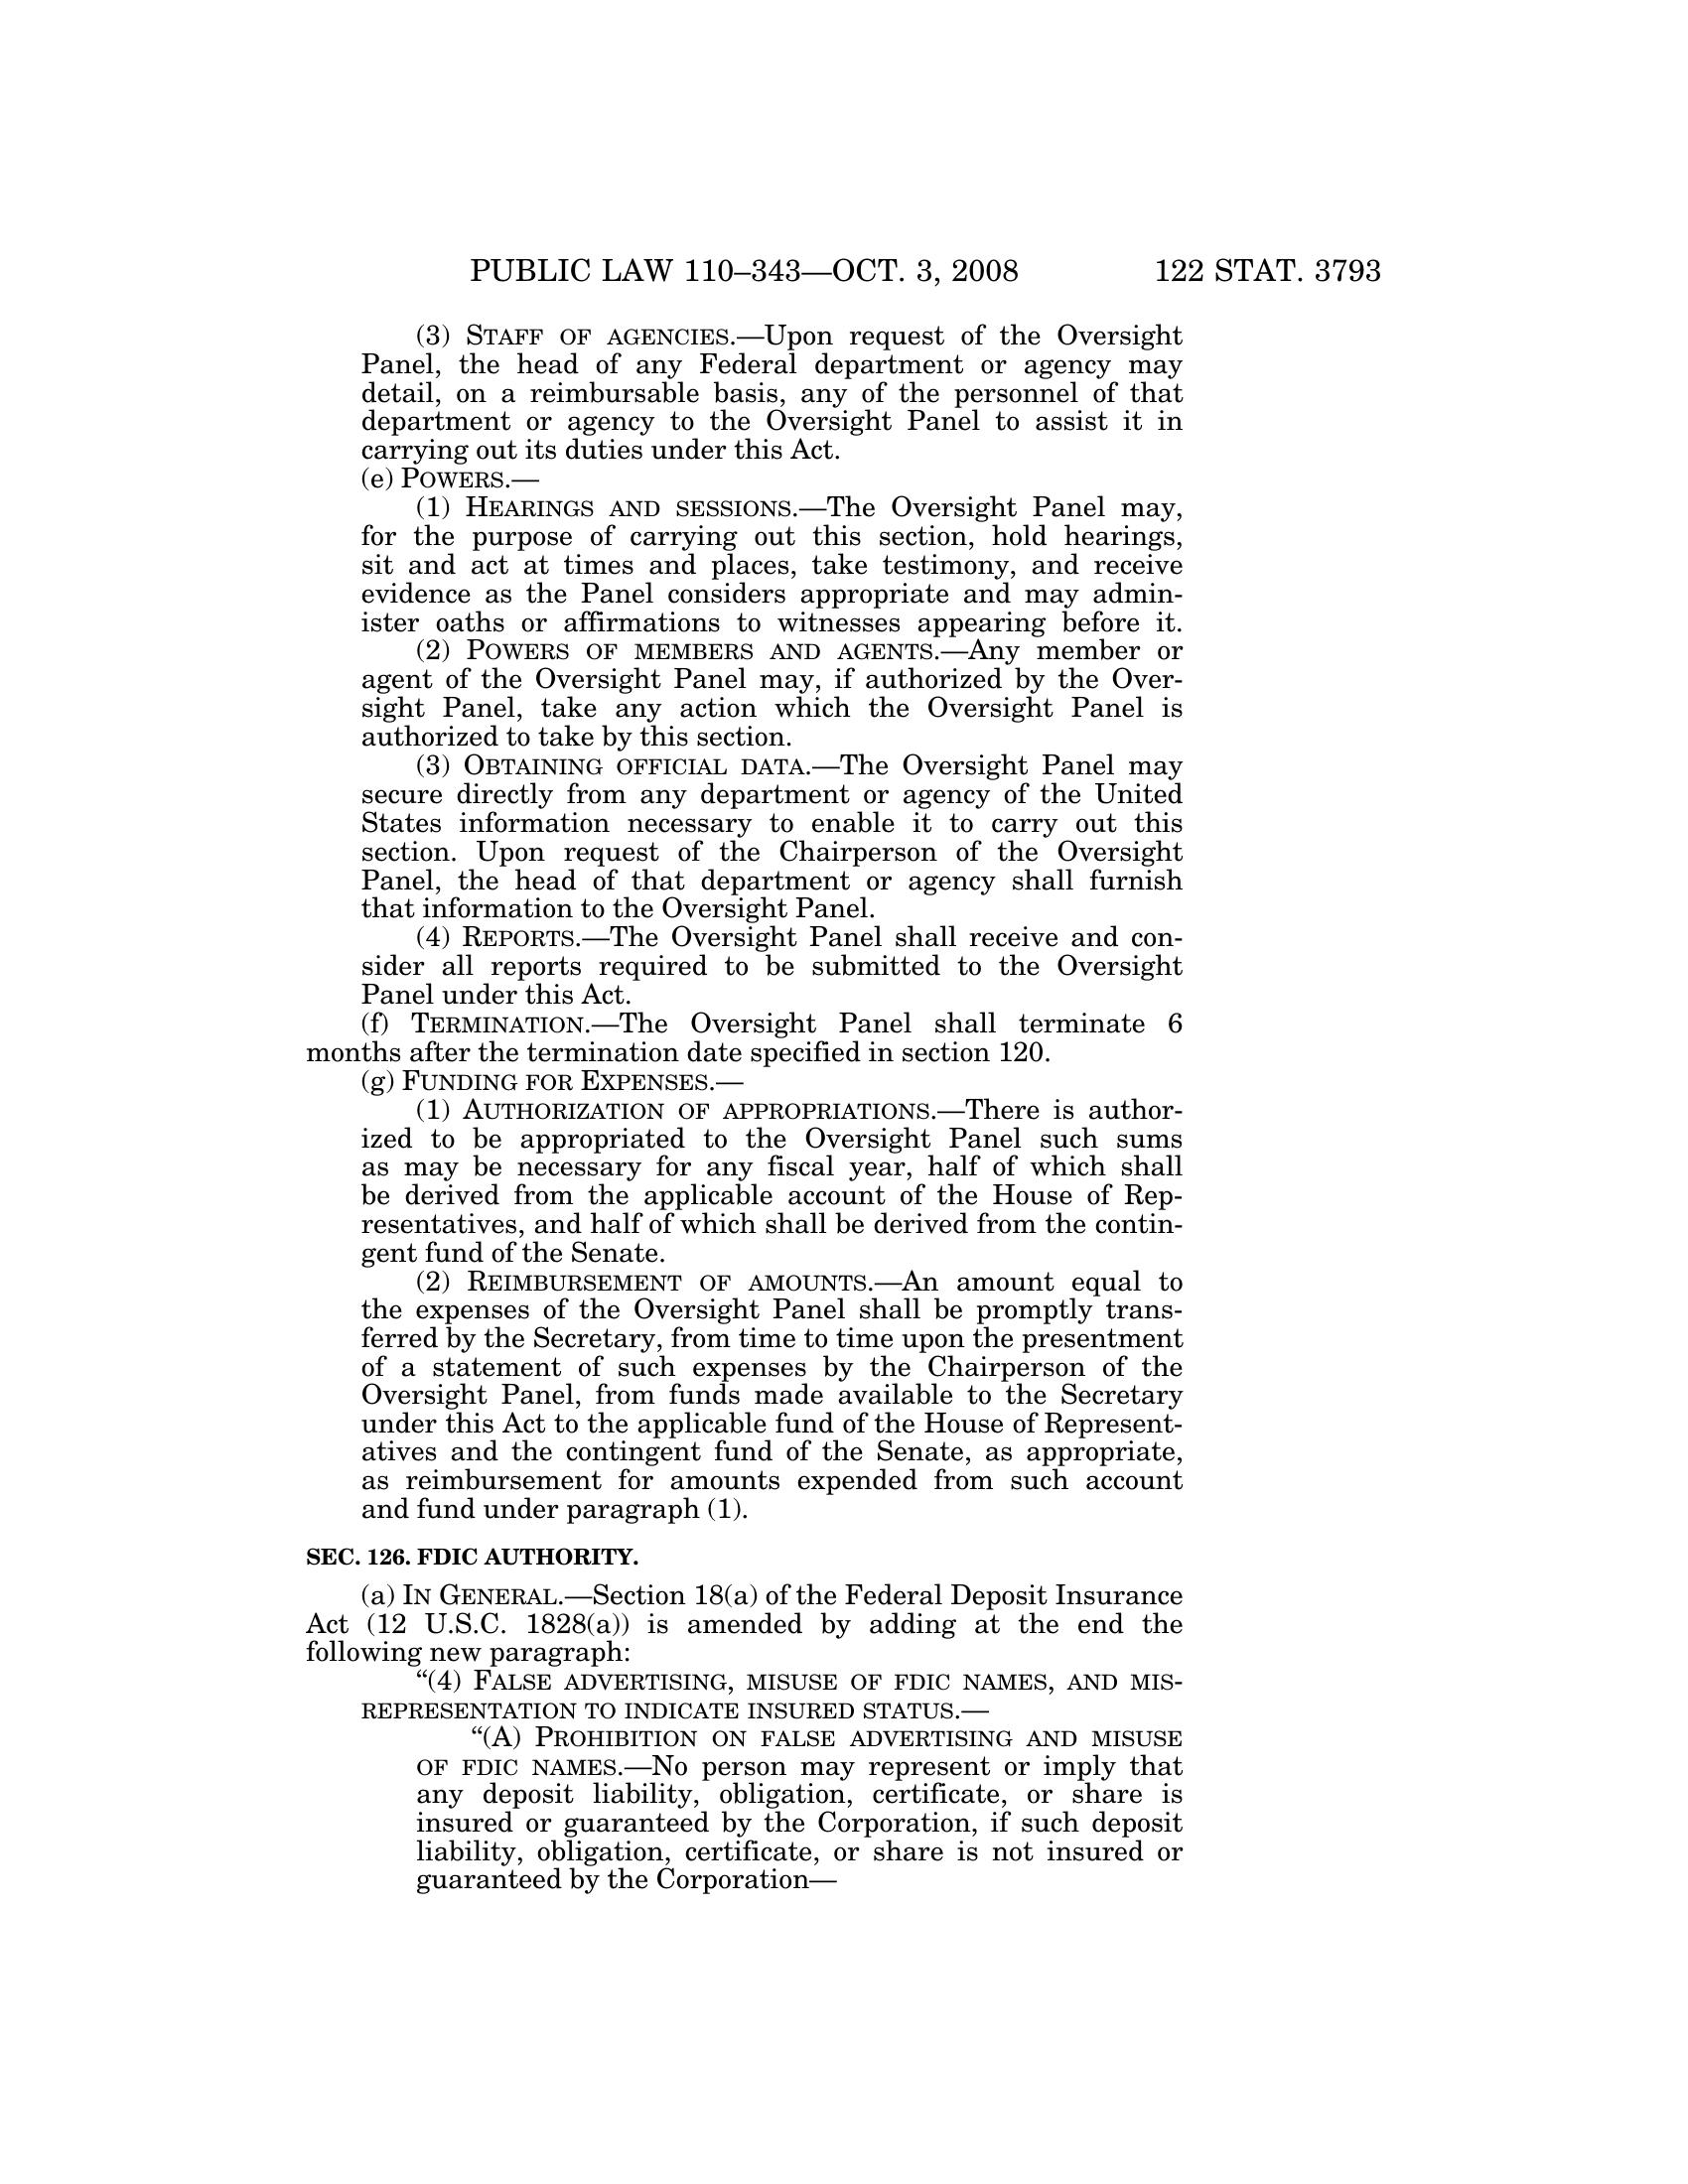 PUBLIC LAW 110–343—OCT. 3, 2008 122 STAT. 3793
(3) STAFF OF AGENCIES.—Upon request of the Oversight
Panel, the head of any Federal department or agency may
detail, on a reimbursable basis, any of the personnel of that
department or agency to the Oversight Panel to assist it in
carrying out its duties under this Act.
(e) POWERS.—
(1) HEARINGS AND SESSIONS.—The Oversight Panel may,
for the purpose of carrying out this section, hold hearings,
sit and act at times and places, take testimony, and receive
evidence as the Panel considers appropriate and may admin-
ister oaths or affirmations to witnesses appearing before it.
(2) POWERS OF MEMBERS AND AGENTS.—Any member or
agent of the Oversight Panel may, if authorized by the Over-
sight Panel, take any action which the Oversight Panel is
authorized to take by this section.
(3) OBTAINING OFFICIAL DATA.—The Oversight Panel may
secure directly from any department or agency of the United
States information necessary to enable it to carry out this
section. Upon request of the Chairperson of the Oversight
Panel, the head of that department or agency shall furnish
that information to the Oversight Panel.
(4) REPORTS.—The Oversight Panel shall receive and con-
sider all reports required to be submitted to the Oversight
Panel under this Act.
(f) TERMINATION.—The Oversight Panel shall terminate 6
months after the termination date specified in section 120.
(g) FUNDING FOR EXPENSES.—
(1) AUTHORIZATION OF APPROPRIATIONS.—There is author-
ized to be appropriated to the Oversight Panel such sums
as may be necessary for any fiscal year, half of which shall
be derived from the applicable account of the House of Rep-
resentatives, and half of which shall be derived from the contin-
gent fund of the Senate.
(2) REIMBURSEMENT OF AMOUNTS.—An amount equal to
the expenses of the Oversight Panel shall be promptly trans-
ferred by the Secretary, from time to time upon the presentment
of a statement of such expenses by the Chairperson of the
Oversight Panel, from funds made available to the Secretary
under this Act to the applicable fund of the House of Represent-
atives and the contingent fund of the Senate, as appropriate,
as reimbursement for amounts expended from such account
and fund under paragraph (1).
SEC. 126. FDIC AUTHORITY.
(a) IN GENERAL.—Section 18(a) of the Federal Deposit Insurance
Act (12 U.S.C. 1828(a)) is amended by adding at the end the
following new paragraph:
“(4) FALSE ADVERTISING, MISUSE OF FDIC NAMES, AND MIS-
REPRESENTATION TO INDICATE INSURED STATUS.—
“(A) PROHIBITION ON FALSE ADVERTISING AND MISUSE
OF FDIC NAMES.—No person may represent or imply that
any deposit liability, obligation, certificate, or share is
insured or guaranteed by the Corporation, if such deposit
liability, obligation, certificate, or share is not insured or
guaranteed by the Corporation—